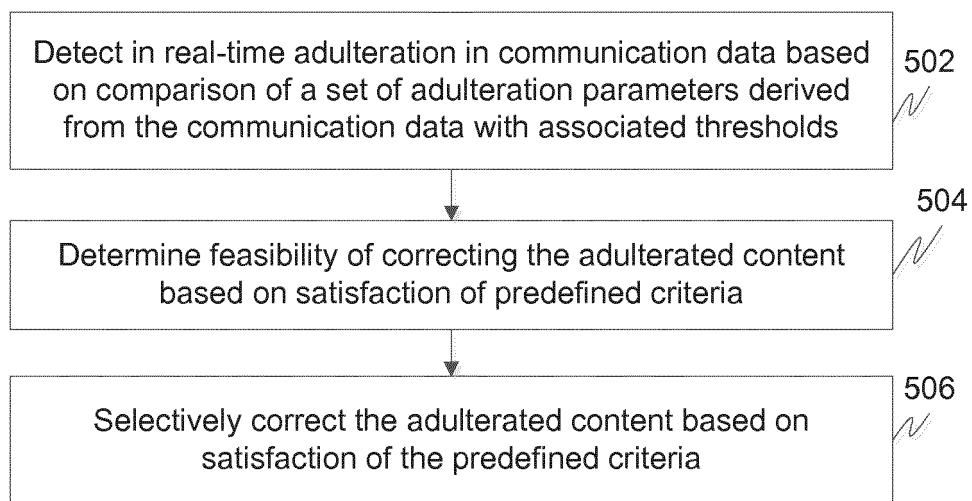 Detect in real-time adulteration in communication data based
on comparison of a set of adulteration parameters derived
from the communication data with associated thresholds
502
504
Determine feasibility of correcting the adulterated content
based on satisfaction of predefined criteria
506
Selectively correct the adulterated content based on
satisfaction of the predefined criteria